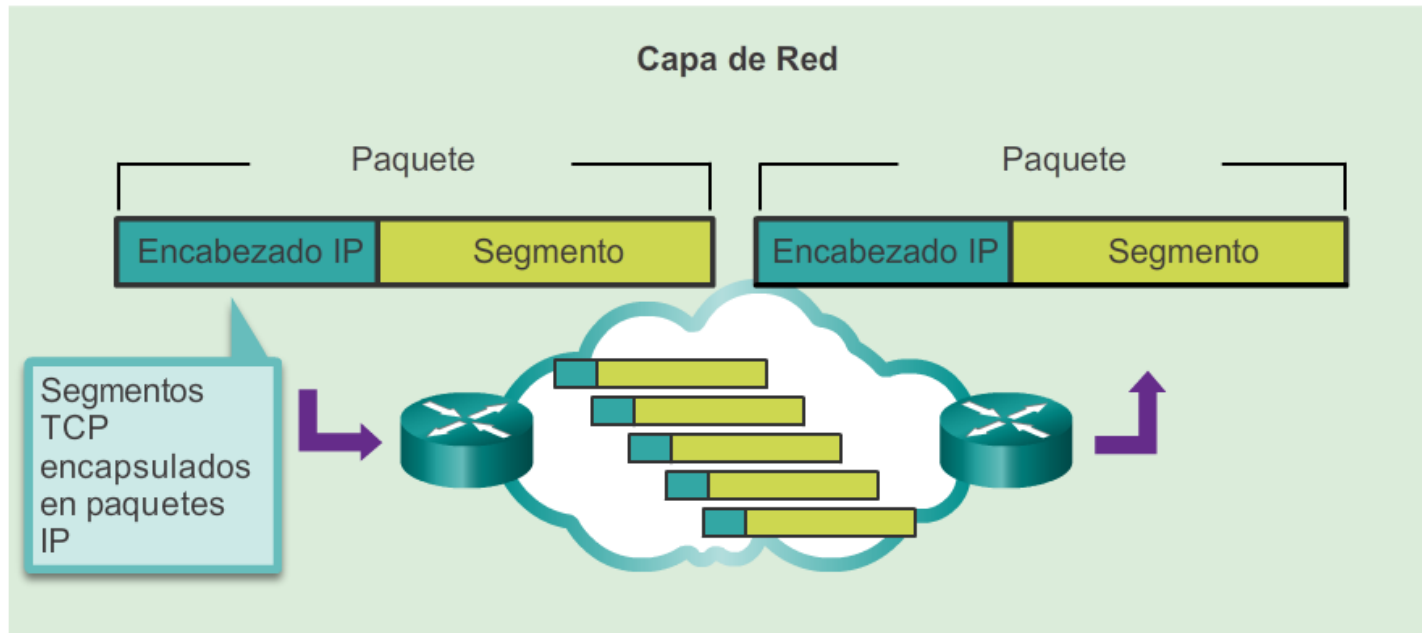 Capa de Red
Paquete
Paquete
Encabezado IP
Segmento
Encabezado IP
Segmento
Segmentos
TCP
encapsulados
en paquetes
IP